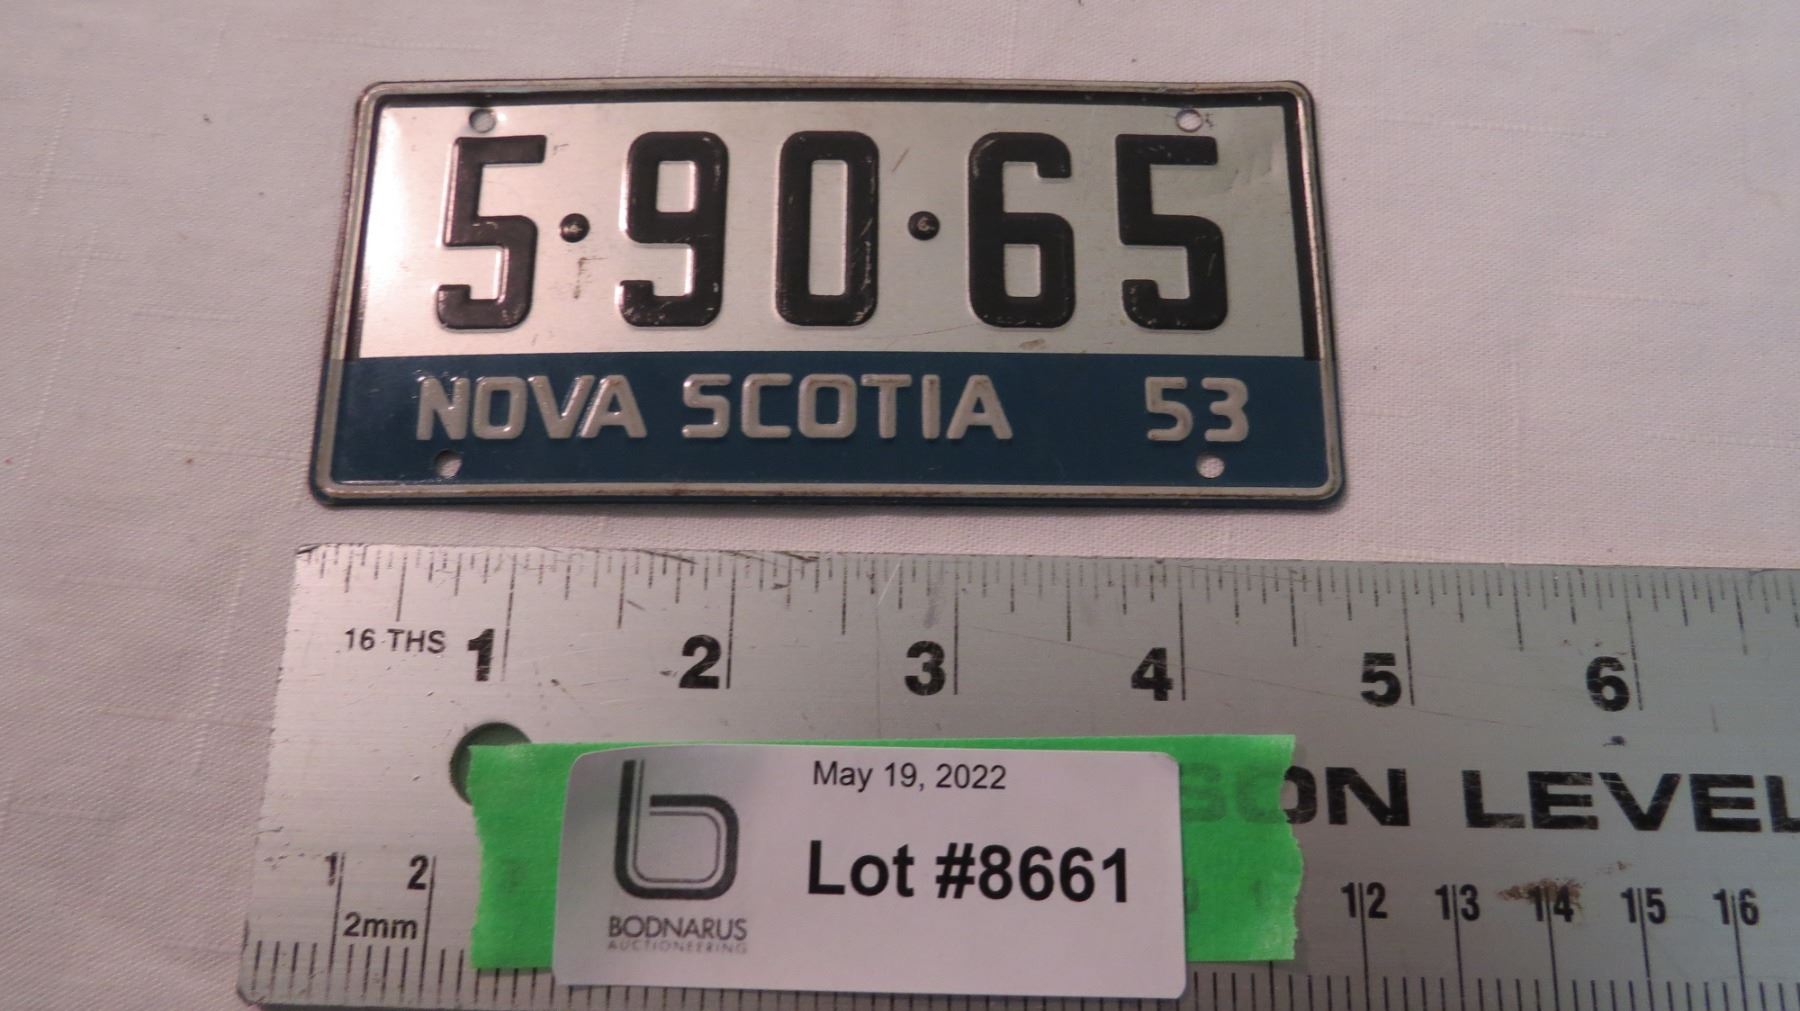 5·90·65
NOVA SCOTIA 53
16 THS 1 2 3 4 5 6
SON LEVEL
May 19, 2022
Lot #8661
BODNARUS
AUCTIONEERING
1 2 12 13 14 15 16
2mm